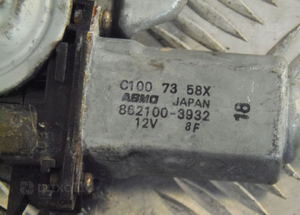 C100 73 58X
ASMO JAPAN
862100-3932
12V 8F
18